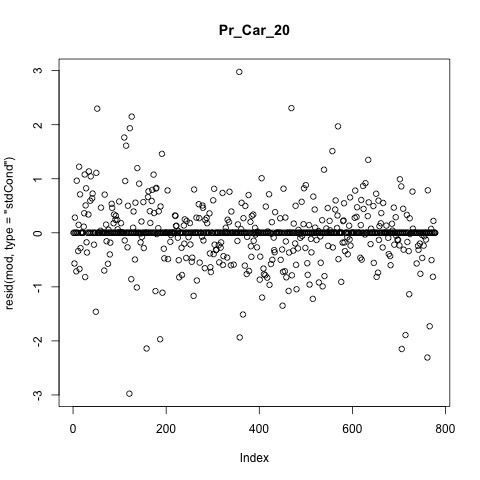 Pr_Car_20
resid(mod, type = "stdCond")
3
2
1
0
-1
-2
-3
0 200 400 600 800
Index